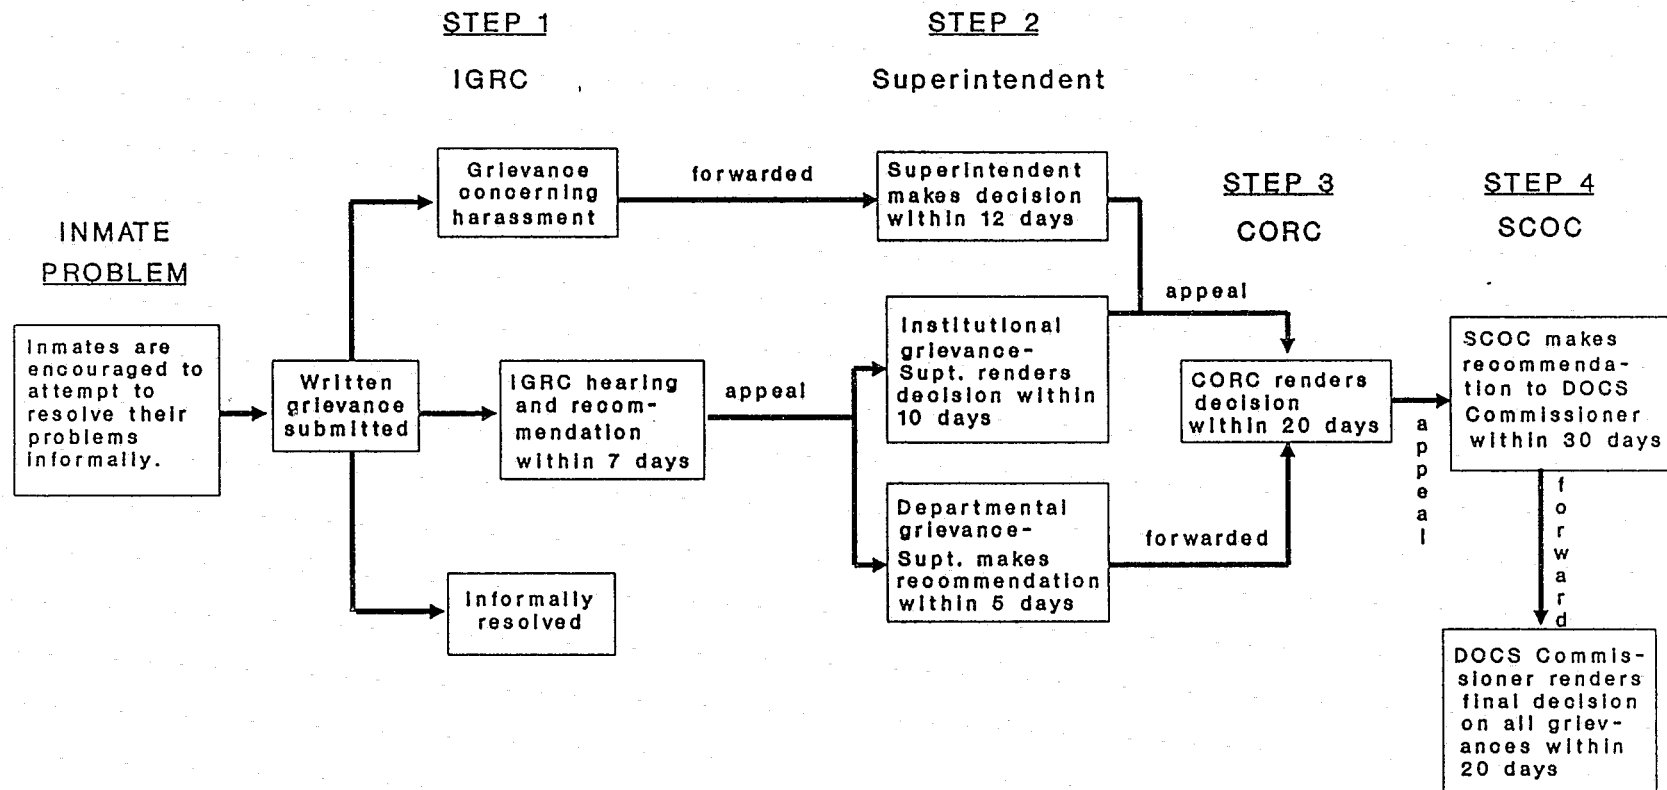 STEP 1
IGRC
STEP 2
Superintendent
STEP 3
CORC
STEP 4
SCOC
INMATE
PROBLEM
Inmates are
encouraged to
attempt to
resolve their
problems
informally.
Written
grievance
submitted
Grievance
concerning
harassment
forwarded
Superintendent
makes decision
within 12 days
IGRC hearing
and recom-
mendation
within 7 days
appeal
Institutional
grievance-
Supt. renders
decision within
10 days
appeal
Departmental
grievance-
Supt. makes
recommendation
within 5 days
forwarded
Informally
resolved
CORC renders
decision
within 20 days
appeal
SCOC makes
recommenda-
tion to DOCS
Commissioner
within 30 days
forward
DOCS Commis-
sioner renders
final decision
on all griev-
ances within
20 days